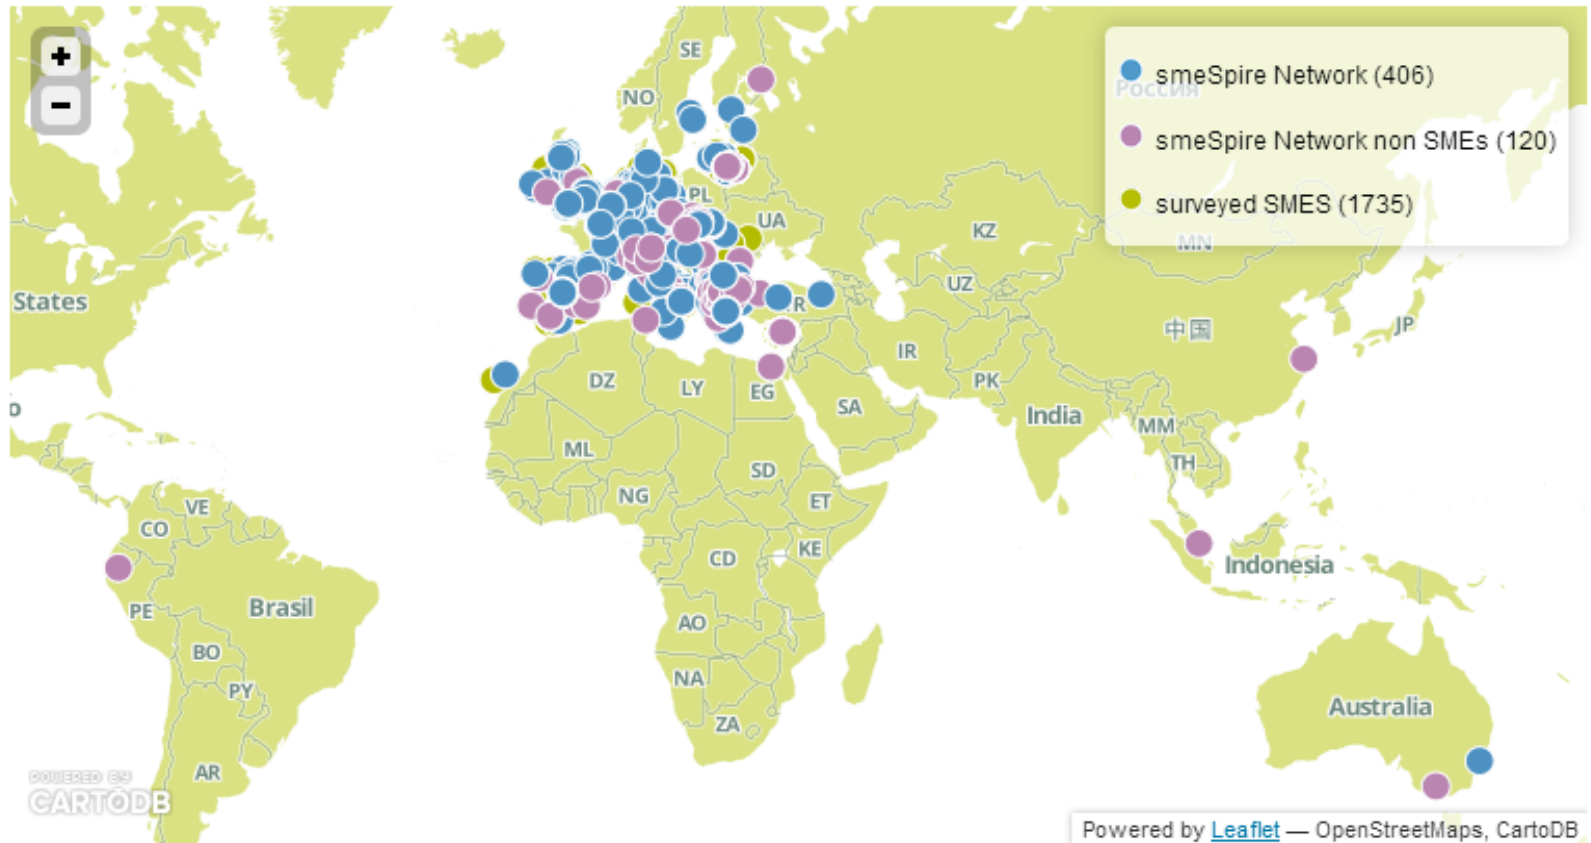 +
−
smeSpire Network (406)
Россия
smeSpire Network non SMEs (120)
surveyed SMES (1735)
SE
NO
PL
UA
KZ
MN
States
UZ
中国
JP
IR
PK
DZ
LY
EG
SA
India
MM
ML
TH
SD
NG
ET
VE
CO
CD
KE
Indonesia
PE
Brasil
AO
BO
NA
PY
Australia
ZA
AR
POWERED BY
CARTODB
Powered by Leaflet — OpenStreetMaps, CartoDB